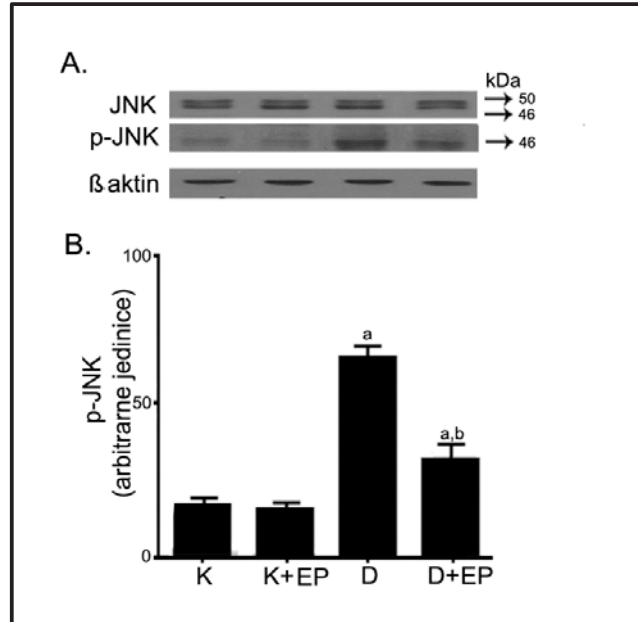 A.
kDa
JNK
50
46
p-JNK
46
ß aktin
B.
p-JNK
(arbitrarne jedinice)
100
50
0
a
a,b
K K+EP D D+EP